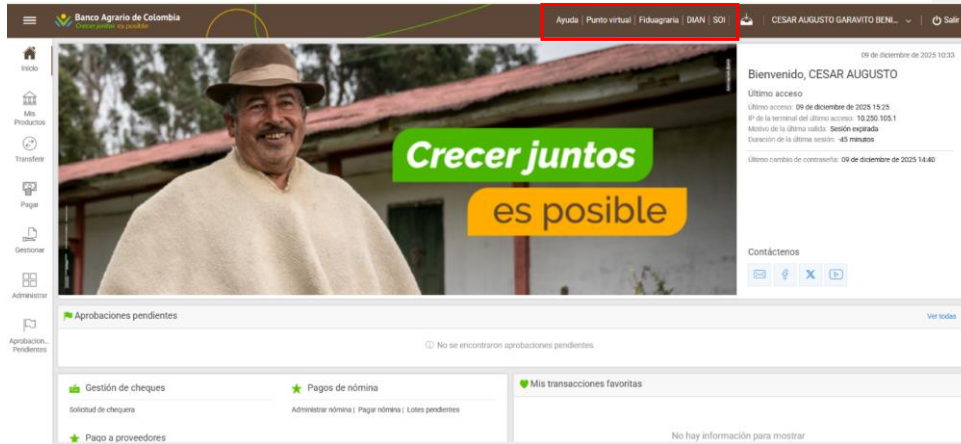 Banco Agrario de Colombia
Crecer juntos es posible
Ayuda | Punto virtual | Fiduagraria | DIAN | SOI |
CESAR AUGUSTO GARAVITO BENI...
Salir
Inicio
Mis
Productos
Transferir
Pagar
Gestionar
Administrar
Aprobacion...
Pendientes
Crecer juntos
es posible
09 de diciembre de 2025 10:33
Bienvenido, CESAR AUGUSTO
Último acceso
Último acceso: 09 de diciembre de 2025 15:25
IP de la terminal del último acceso: 10.250.105.1
Motivo de la última salida: Sesión expirada
Duración de la última sesión: -45 minutos
Último cambio de contraseña: 09 de diciembre de 2025 14:40
Contáctenos
Aprobaciones pendientes
Ver todas
No se encontraron aprobaciones pendientes.
Gestión de cheques
Solicitud de chequera
Pagos de nómina
Administrar nómina | Pagar nómina | Lotes pendientes
Pago a proveedores
Mis transacciones favoritas
No hay información para mostrar